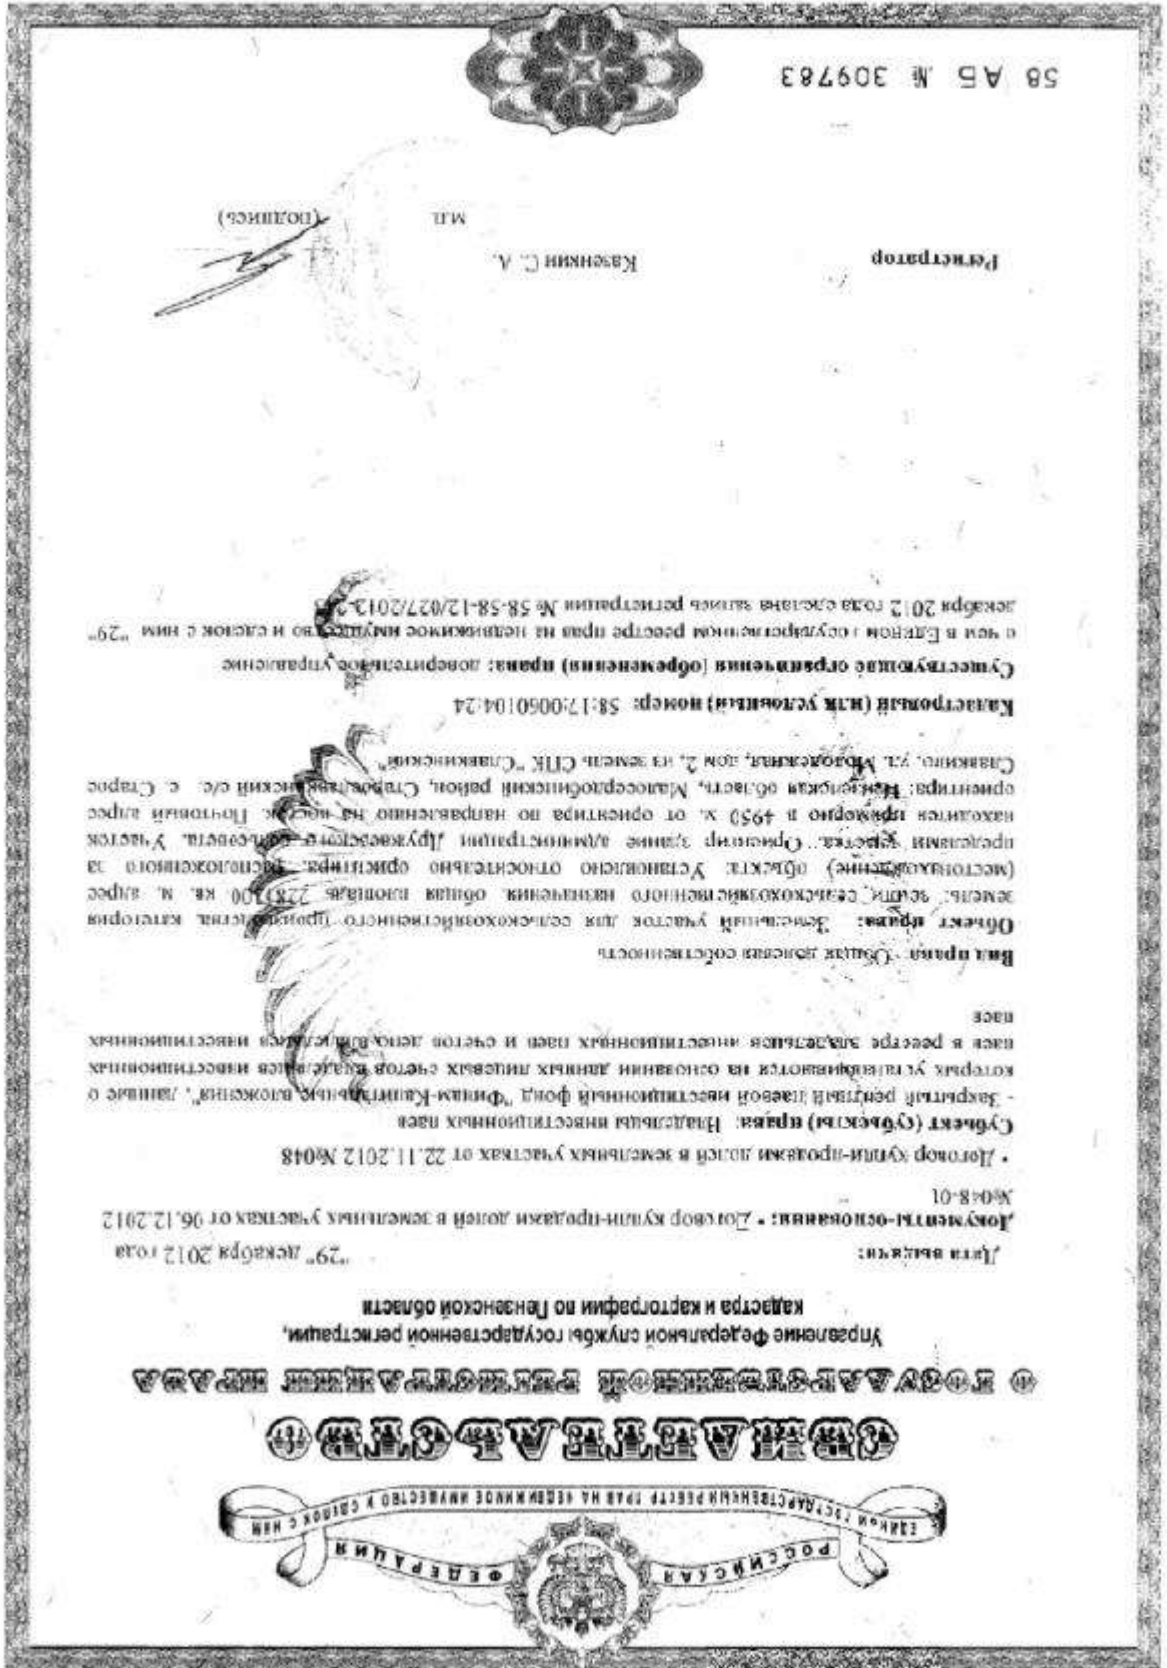 РОССИЙСКАЯ ФЕДЕРАЦИЯ
ЕДИНЫЙ ГОСУДАРСТВЕННЫЙ РЕЕСТР ПРАВ НА НЕДВИЖИМОЕ ИМУЩЕСТВО И СДЕЛОК С НИМ
СВИДЕТЕЛЬСТВО
О ГОСУДАРСТВЕННОЙ РЕГИСТРАЦИИ ПРАВА
Управление Федеральной службы государственной регистрации,
кадастра и картографии по Пензенской области
Дата выдачи: "29" декабря 2012 года
Документы-основания: • Договор купли-продажи долей в земельных участках от 06.12.2012
№048-01
• Договор купли-продажи долей в земельных участках от 22.11.2012 №048
Субъект (субъекты) права: Владельцы инвестиционных паев
- Закрытый рентный паевой инвестиционный фонд "Финам-Капитальные вложения", данные о
которых устанавливаются на основании данных лицевых счетов владельцев инвестиционных
паев в реестре владельцев инвестиционных паев и счетов депо владельцев инвестиционных
паев
Вид права: Общая долевая собственность
Объект права: Земельный участок для сельскохозяйственного производства, категория
земель: земли сельскохозяйственного назначения, общая площадь кв. м, адрес
(местонахождение) объекта: Установлено относительно ориентира, расположенного за
пределами участка. Ориентир здание администрации Дружаевского сельсовета. Участок
находится примерно в 4950 м. от ориентира по направлению на восток. Почтовый адрес
ориентира: Пензенская область, Малосердобинский район, Старославкинский с/с с Старое
Славкино, ул. Молодежная, дом 2, из земель СПК "Славкинский"
Кадастровый (или условный) номер: 58:17:0060104:24
Существующие ограничения (обременения) права: доверительное управление
о чем в Едином государственном реестре прав на недвижимое имущество и сделок с ним "29"
декабря 2012 года сделана запись регистрации № 58-58-12/027/2012-
Регистратор Казенкин С. А.
М.П. (подпись)
58 АБ № 309783